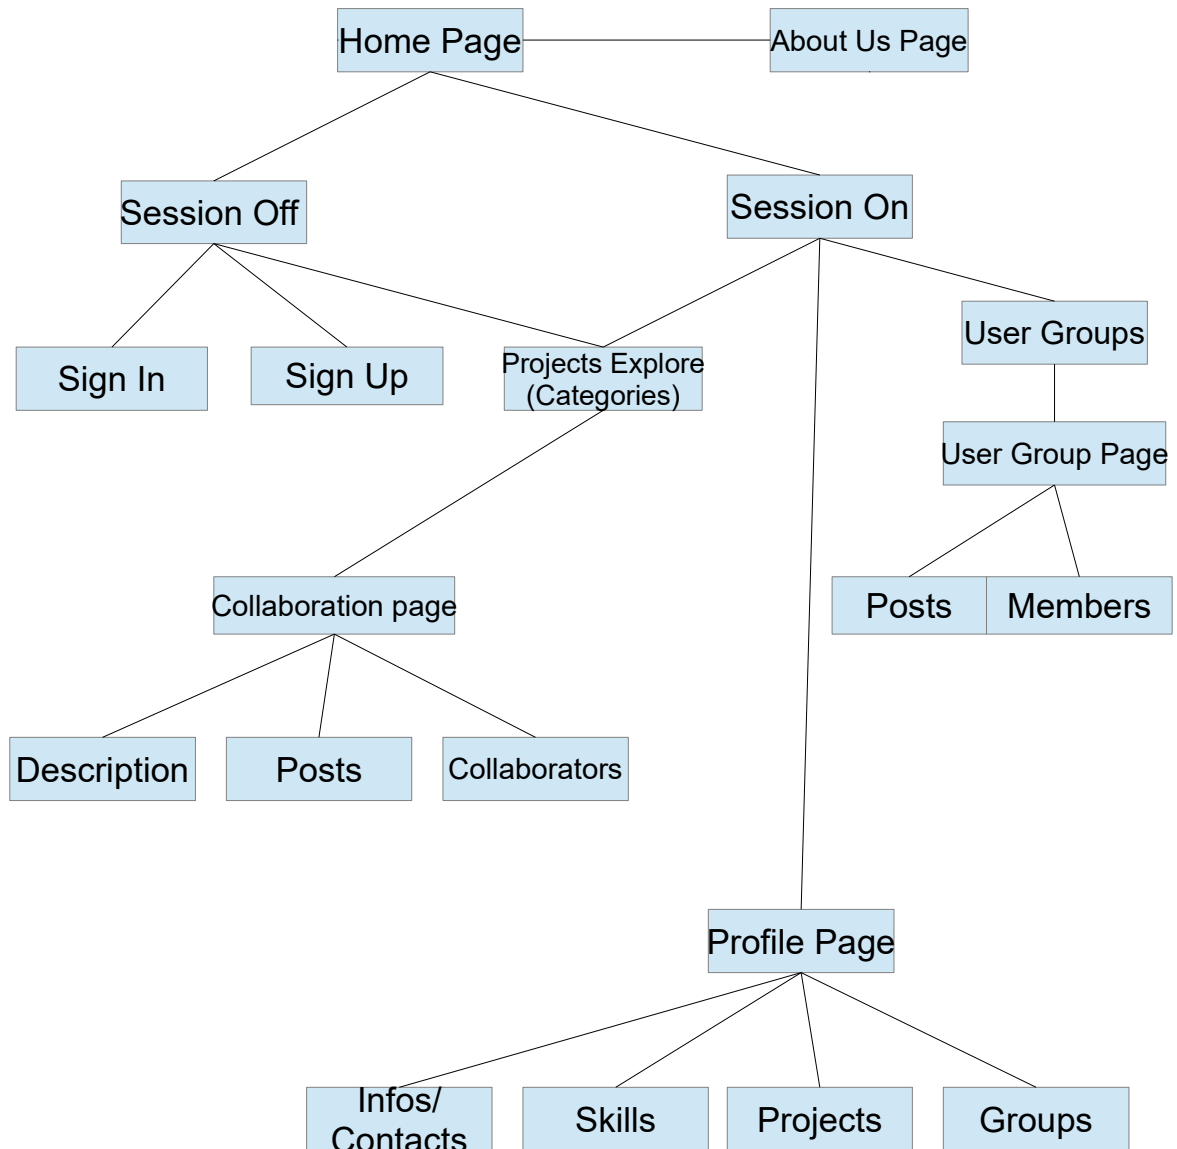 Home Page
About Us Page
Session Off
Session On
User Groups
Sign In
Sign Up
Projects Explore
(Categories)
User Group Page
Collaboration page
Posts
Members
Description
Posts
Collaborators
Profile Page
Infos/
Contacts
Skills
Projects
Groups